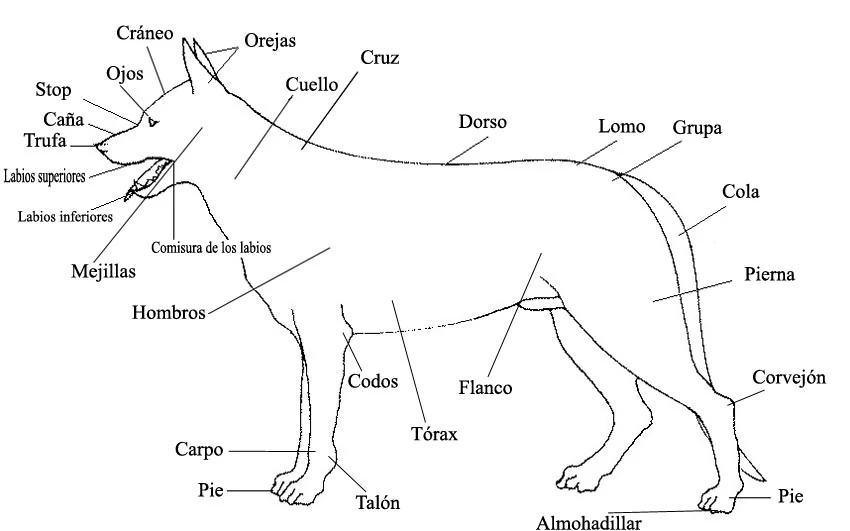 Cráneo
Orejas
Cruz
Ojos
Cuello
Stop
Caña
Trufa
Dorso
Lomo
Grupa
Labios superiores
Cola
Labios inferiores
Comisura de los labios
Mejillas
Pierna
Hombros
Codos
Flanco
Corvejón
Tórax
Carpo
Pie
Talón
Pie
Almohadillar